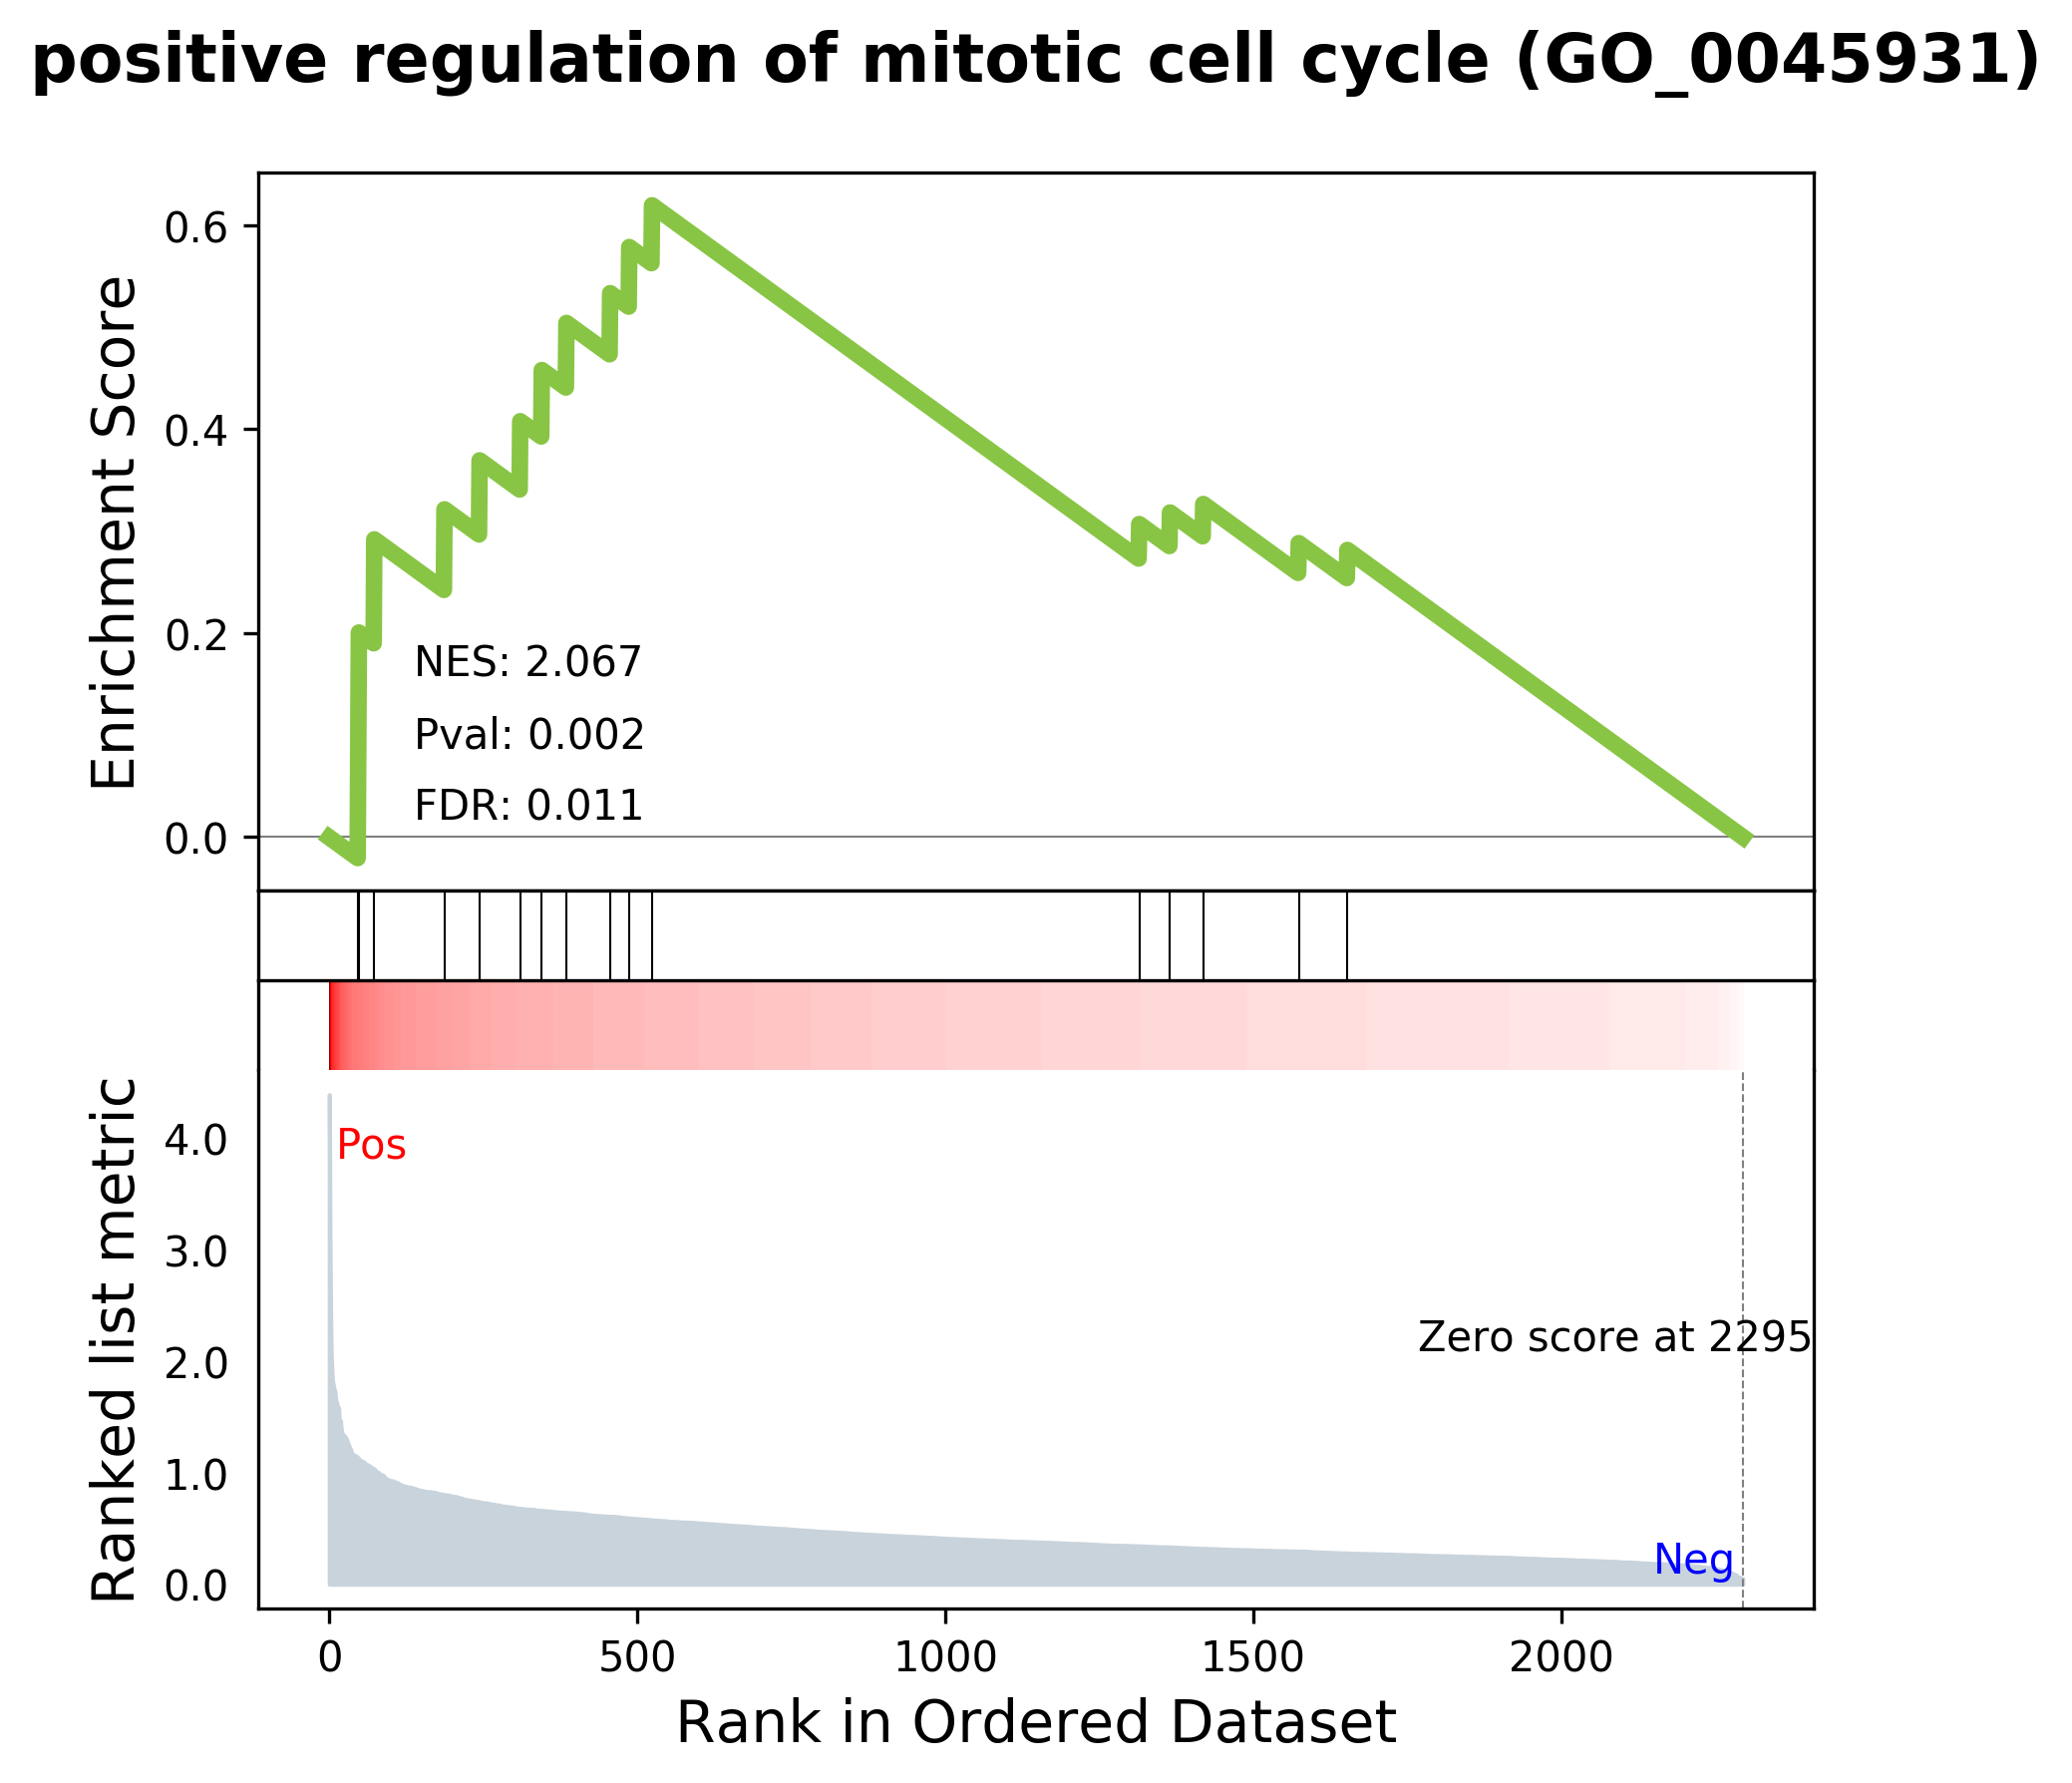 positive regulation of mitotic cell cycle (GO_0045931)
Enrichment Score
0.6
0.4
0.2
0.0
NES: 2.067
Pval: 0.002
FDR: 0.011
Ranked list metric
4.0
3.0
2.0
1.0
0.0
Pos
Zero score at 2295
Neg
0 500 1000 1500 2000
Rank in Ordered Dataset